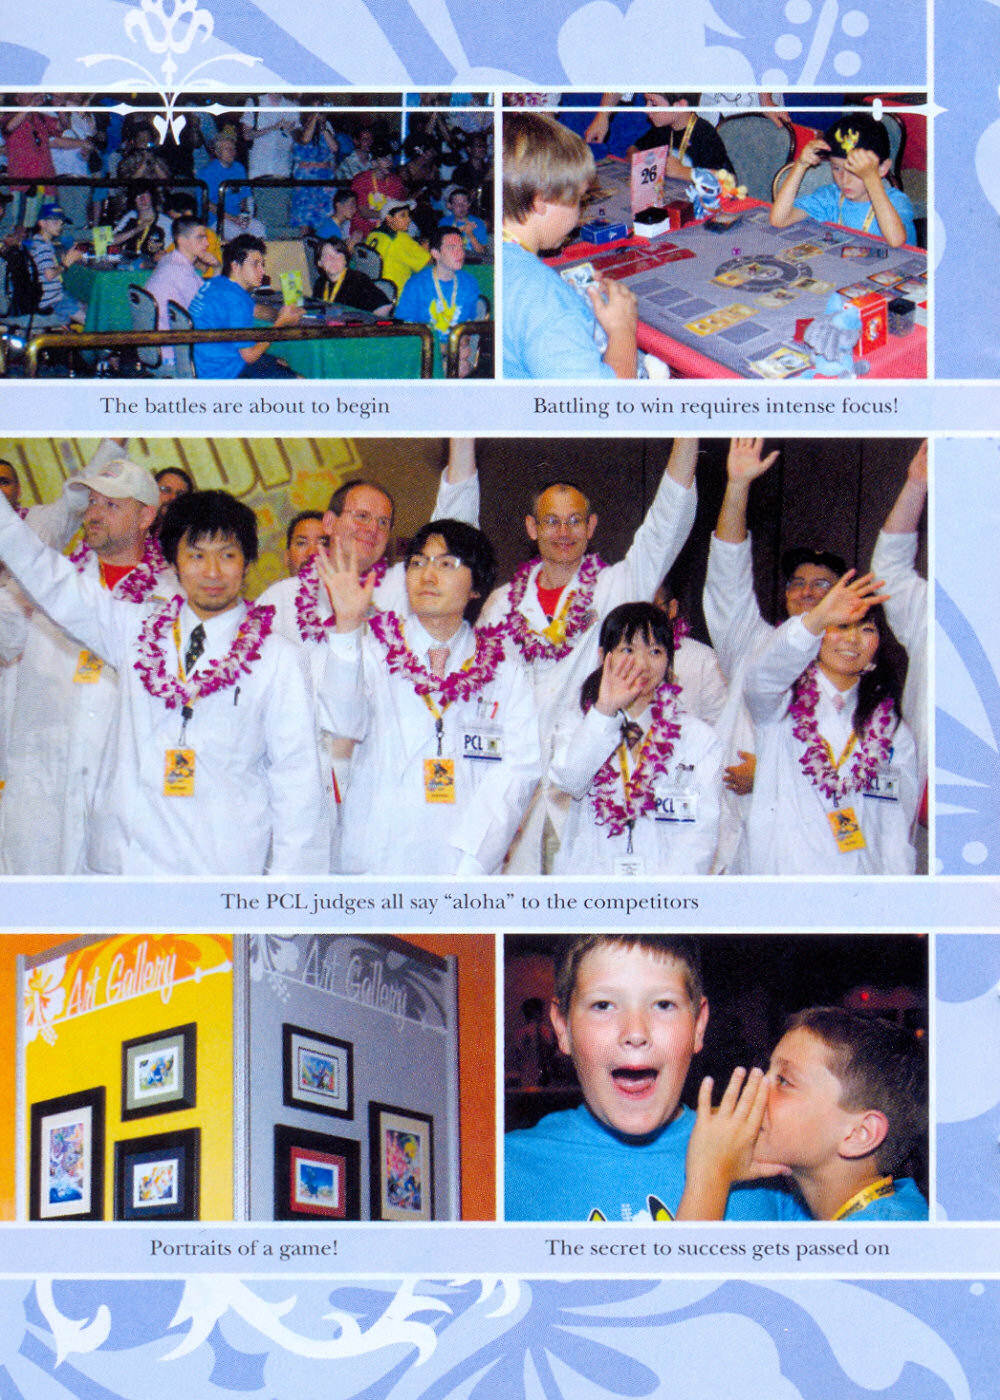 26
The battles are about to begin
Battling to win requires intense focus!
PCL
PCL
The PCL judges all say “aloha” to the competitors
Art Gallery
Art Gallery
Portraits of a game!
The secret to success gets passed on